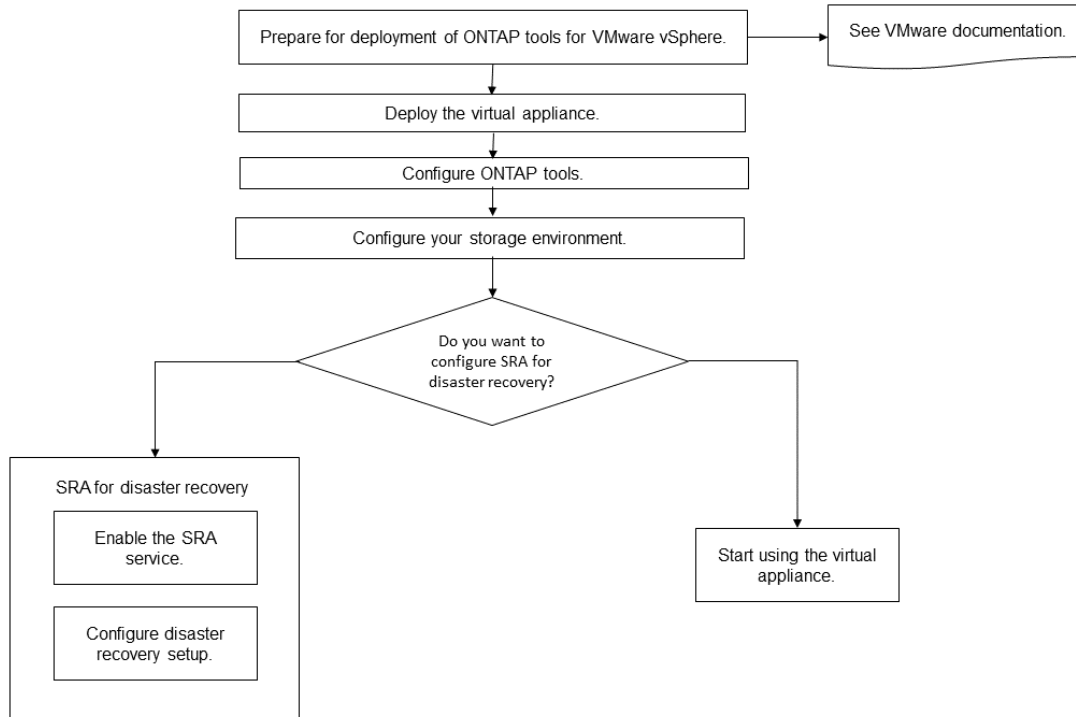 Prepare for deployment of ONTAP tools for VMware vSphere.
See VMware documentation.
Deploy the virtual appliance.
Configure ONTAP tools.
Configure your storage environment.
Do you want to
configure SRA for
disaster recovery?
SRA for disaster recovery
Enable the SRA
service.
Configure disaster
recovery setup.
Start using the virtual
appliance.